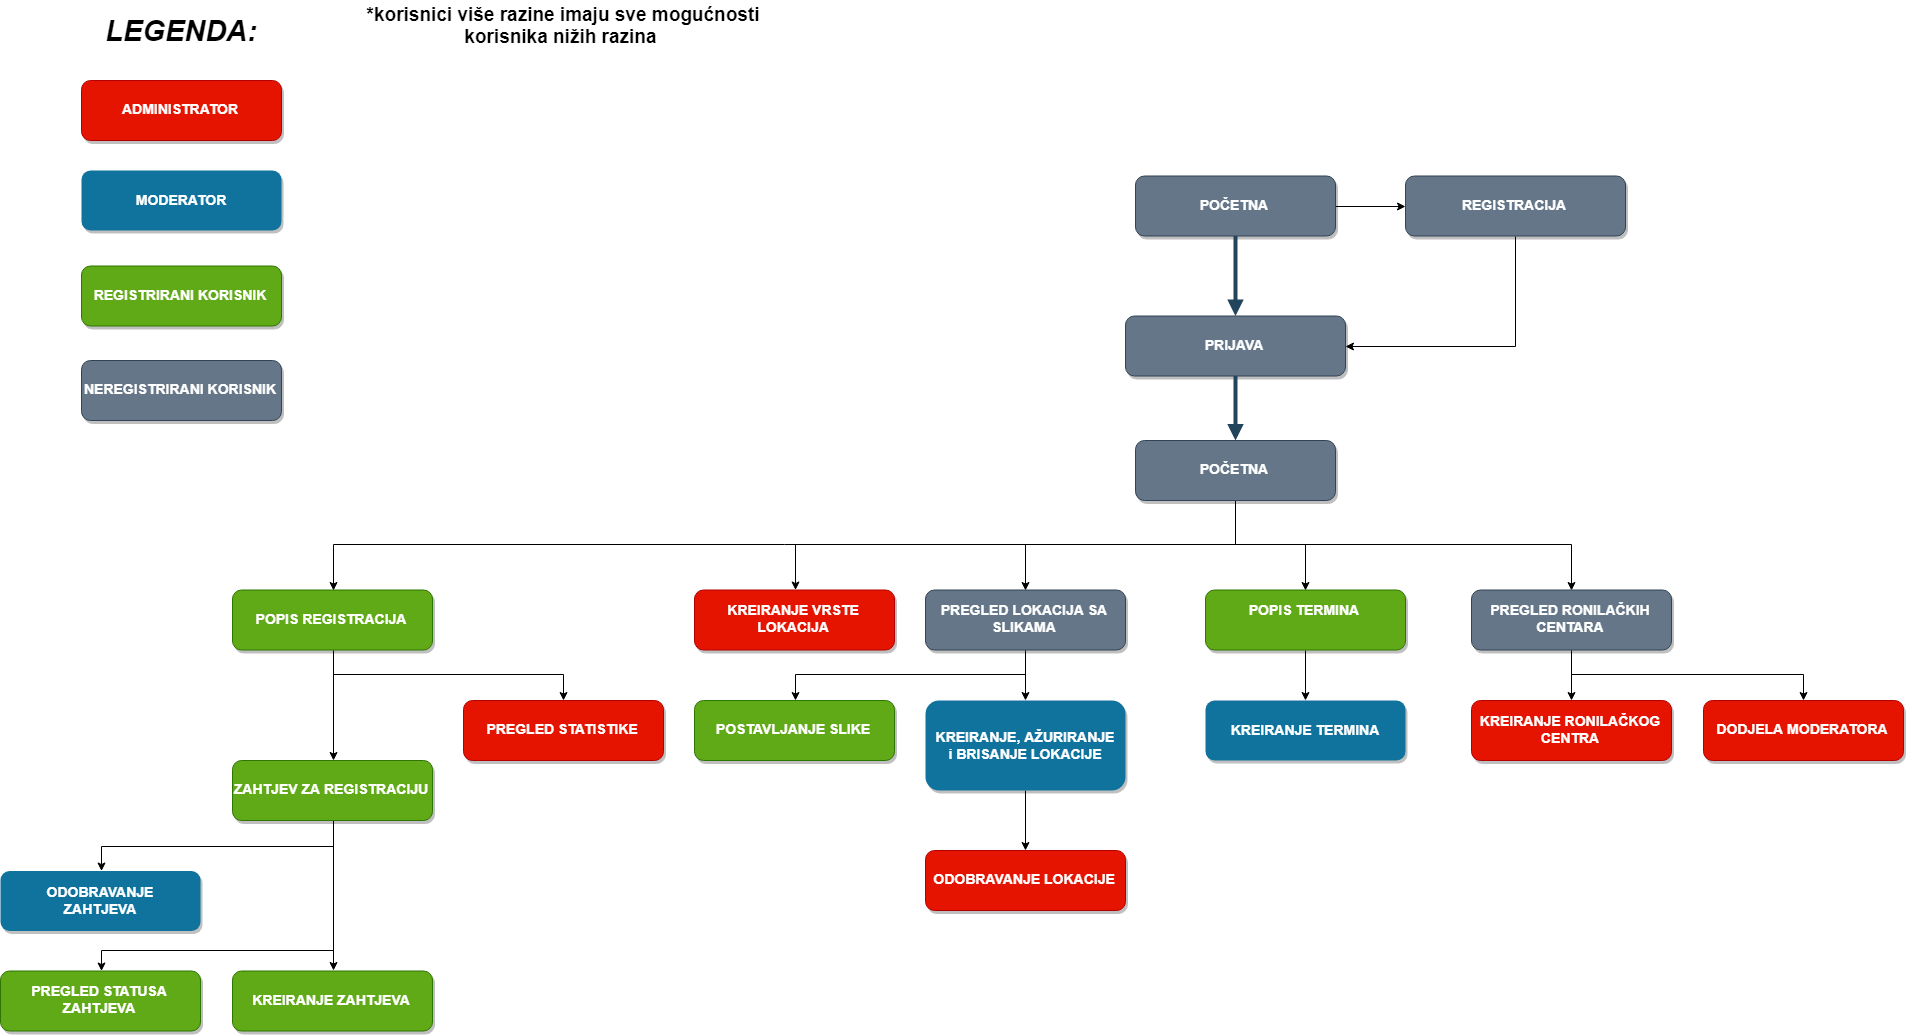 LEGENDA:
*korisnici više razine imaju sve mogućnosti
korisnika nižih razina
ADMINISTRATOR
MODERATOR
REGISTRIRANI KORISNIK
NEREGISTRIRANI KORISNIK
POČETNA
REGISTRACIJA
PRIJAVA
POČETNA
POPIS REGISTRACIJA
KREIRANJE VRSTE
LOKACIJA
PREGLED LOKACIJA SA
SLIKAMA
POPIS TERMINA
PREGLED RONILAČKIH
CENTARA
PREGLED STATISTIKE
POSTAVLJANJE SLIKE
KREIRANJE, AŽURIRANJE
i BRISANJE LOKACIJE
KREIRANJE TERMINA
KREIRANJE RONILAČKOG
CENTRA
DODJELA MODERATORA
ZAHTJEV ZA REGISTRACIJU
ODOBRAVANJE
ZAHTJEVA
ODOBRAVANJE LOKACIJE
PREGLED STATUSA
ZAHTJEVA
KREIRANJE ZAHTJEVA